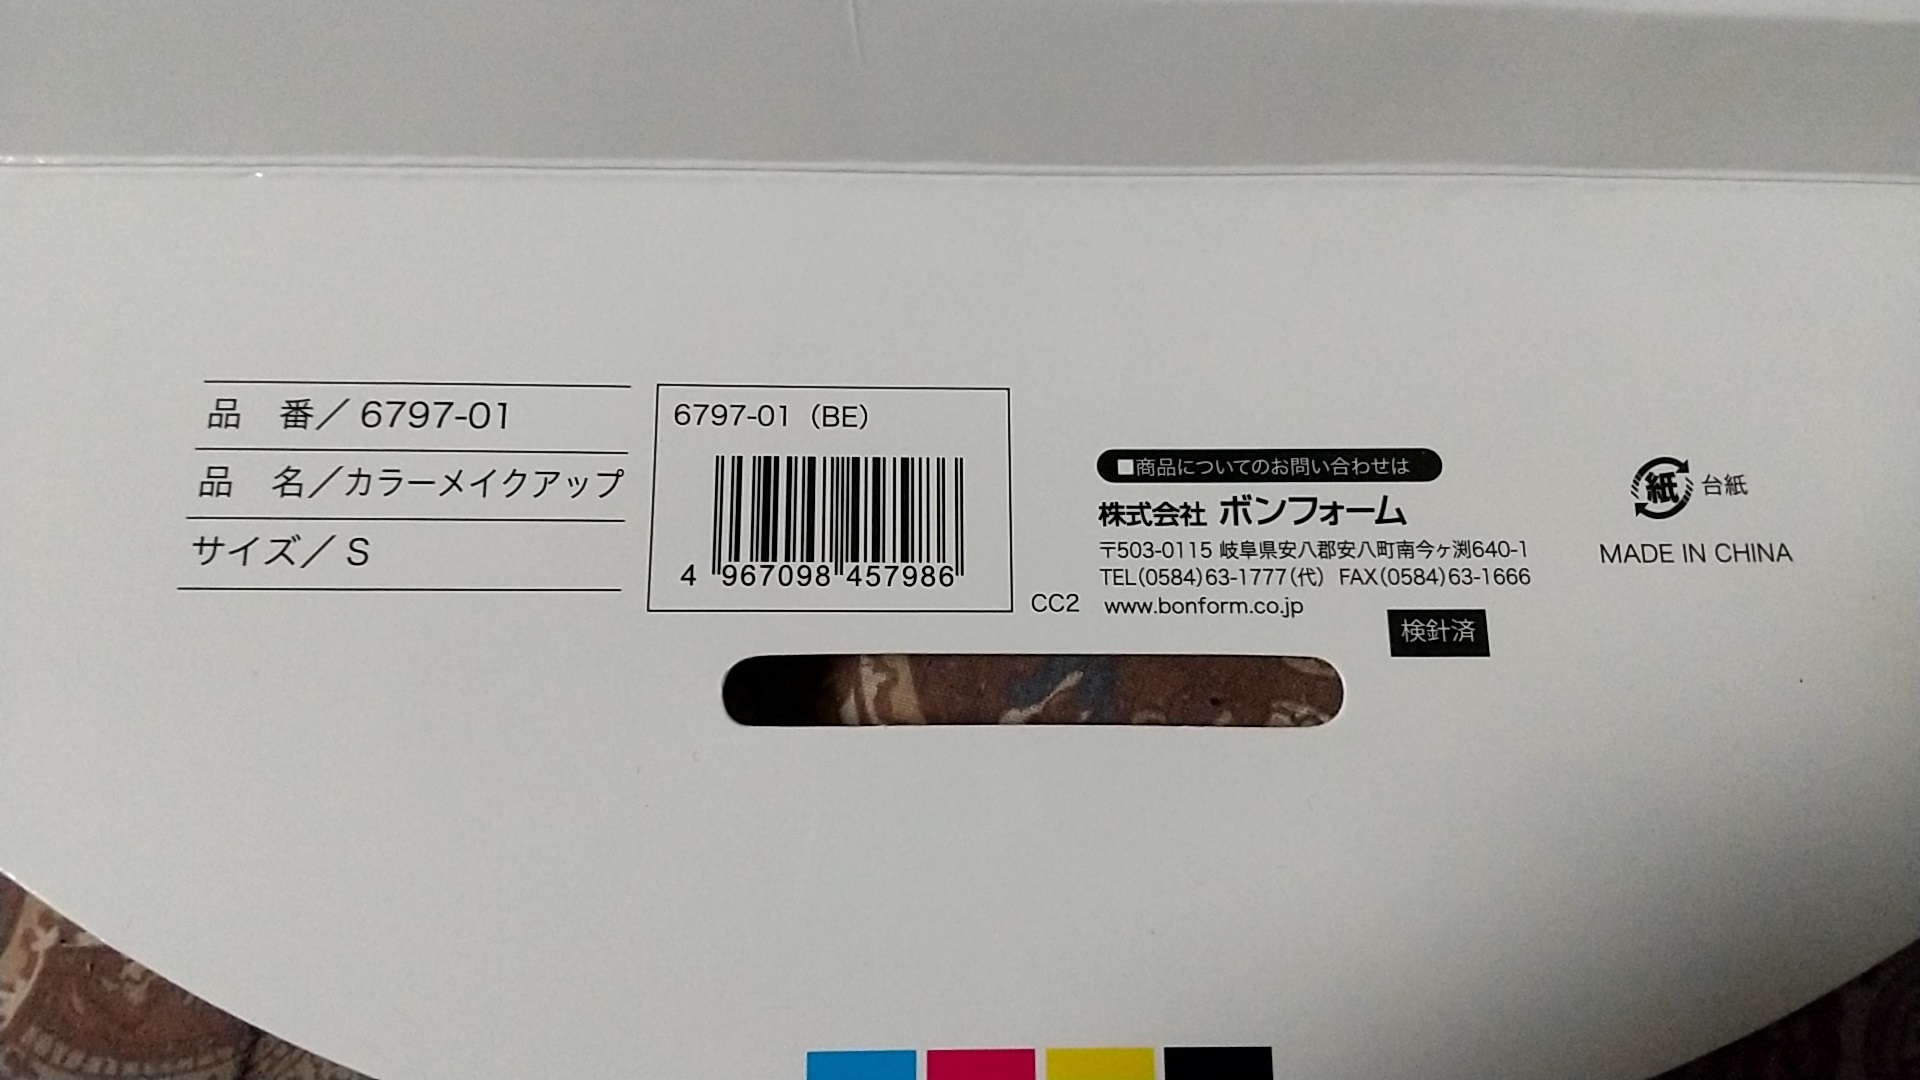 品　番／6797-01
品　名／カラーメイクアップ
サイズ／S
6797-01（BE）
4 967098 457986
CC2
■商品についてのお問い合わせは
株式会社 ボンフォーム
〒503-0115 岐阜県安八郡安八町南今ヶ渕640-1
TEL(0584)63-1777(代)　FAX(0584)63-1666
www.bonform.co.jp
検針済
紙 台紙
MADE IN CHINA